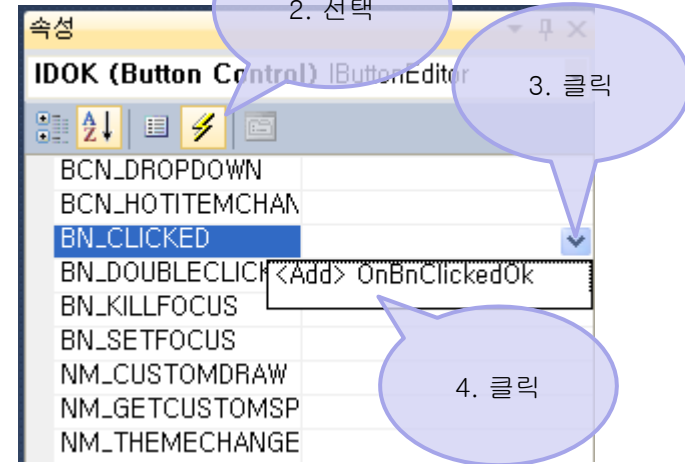 2. 선택
속성
IDOK (Button Control) IButtonEditor
3. 클릭
BCN_DROPDOWN
BCN_HOTITEMCHAN
BN_CLICKED
BN_DOUBLECLICK <Add> OnBnClickedOk
BN_KILLFOCUS
BN_SETFOCUS
NM_CUSTOMDRAW
4. 클릭
NM_GETCUSTOMSP
NM_THEMECHANGE